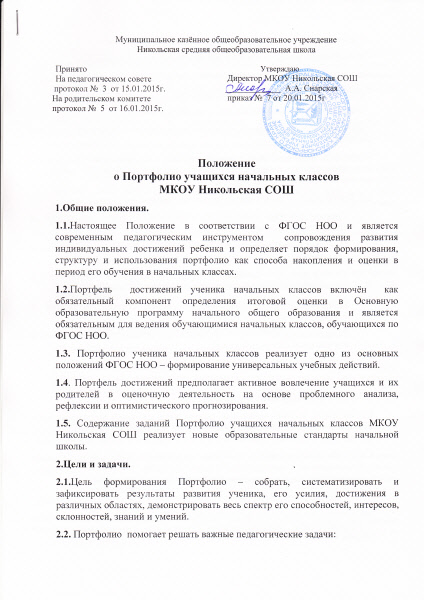 Муниципальное казённое общеобразовательное учреждение
Никольская средняя общеобразовательная школа
Принято Утверждаю
На педагогическом совете Директор МКОУ Никольская СОШ
протокол № 3 от 15.01.2015г. А.А. Снарская
На родительском комитете приказ № 7 от 20.01.2015г
протокол № 5 от 16.01.2015г.
Положение
о Портфолио учащихся начальных классов
МКОУ Никольская СОШ
1.Общие положения.
1.1.Настоящее Положение в соответствии с ФГОС НОО и является
современным педагогическим инструментом сопровождения развития
индивидуальных достижений ребенка и определяет порядок формирования,
структуру и использования портфолио как способа накопления и оценки в
период его обучения в начальных классах.
1.2.Портфель достижений ученика начальных классов включён как
обязательный компонент определения итоговой оценки в Основную
образовательную программу начального общего образования и является
обязательным для ведения обучающимися начальных классов, обучающихся по
ФГОС НОО.
1.3. Портфолио ученика начальных классов реализует одно из основных
положений ФГОС НОО – формирование универсальных учебных действий.
1.4. Портфель достижений предполагает активное вовлечение учащихся и их
родителей в оценочную деятельность на основе проблемного анализа,
рефлексии и оптимистического прогнозирования.
1.5. Содержание заданий Портфолио учащихся начальных классов МКОУ
Никольская СОШ реализует новые образовательные стандарты начальной
школы.
2.Цели и задачи.
2.1.Цель формирования Портфолио – собрать, систематизировать и
зафиксировать результаты развития ученика, его усилия, достижения в
различных областях, демонстрировать весь спектр его способностей, интересов,
склонностей, знаний и умений.
2.2. Портфолио помогает решать важные педагогические задачи: